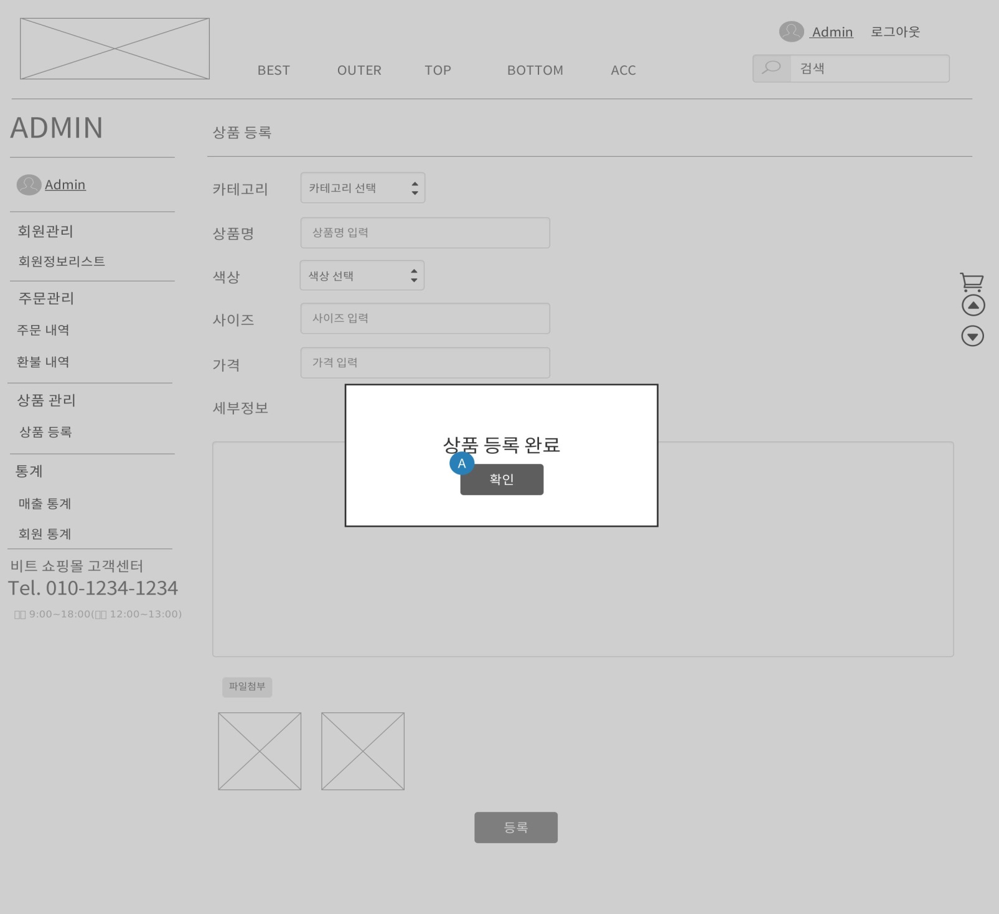 Admin 로그아웃
BEST OUTER TOP BOTTOM ACC 검색
ADMIN
상품 등록
Admin
카테고리 카테고리 선택
회원관리
상품명 상품명 입력
회원정보리스트
색상 색상 선택
주문관리
사이즈 사이즈 입력
주문 내역
환불 내역
가격 가격 입력
상품 관리
세부정보
상품 등록
상품 등록 완료
A
확인
통계
매출 통계
회원 통계
비트 쇼핑몰 고객센터
Tel. 010-1234-1234
9:00~18:00( 12:00~13:00)
파일첨부
등록